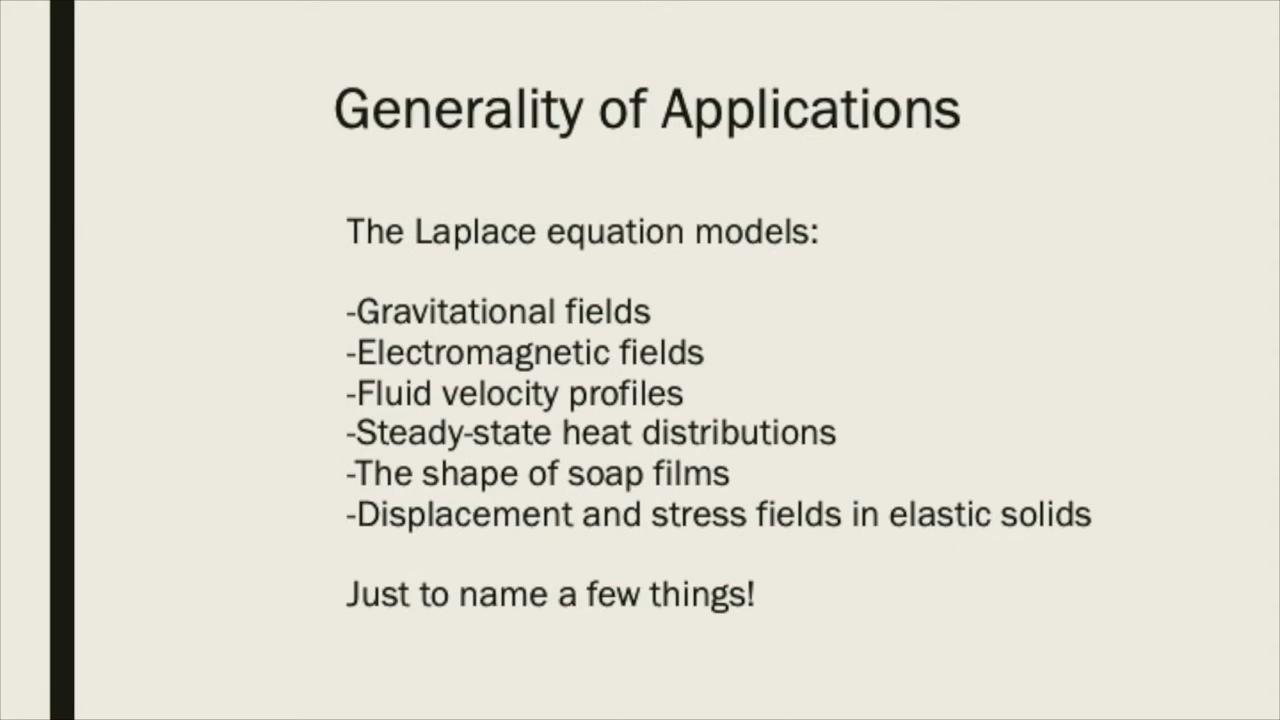 Generality of Applications
The Laplace equation models:
-Gravitational fields
-Electromagnetic fields
-Fluid velocity profiles
-Steady-state heat distributions
-The shape of soap films
-Displacement and stress fields in elastic solids
Just to name a few things!